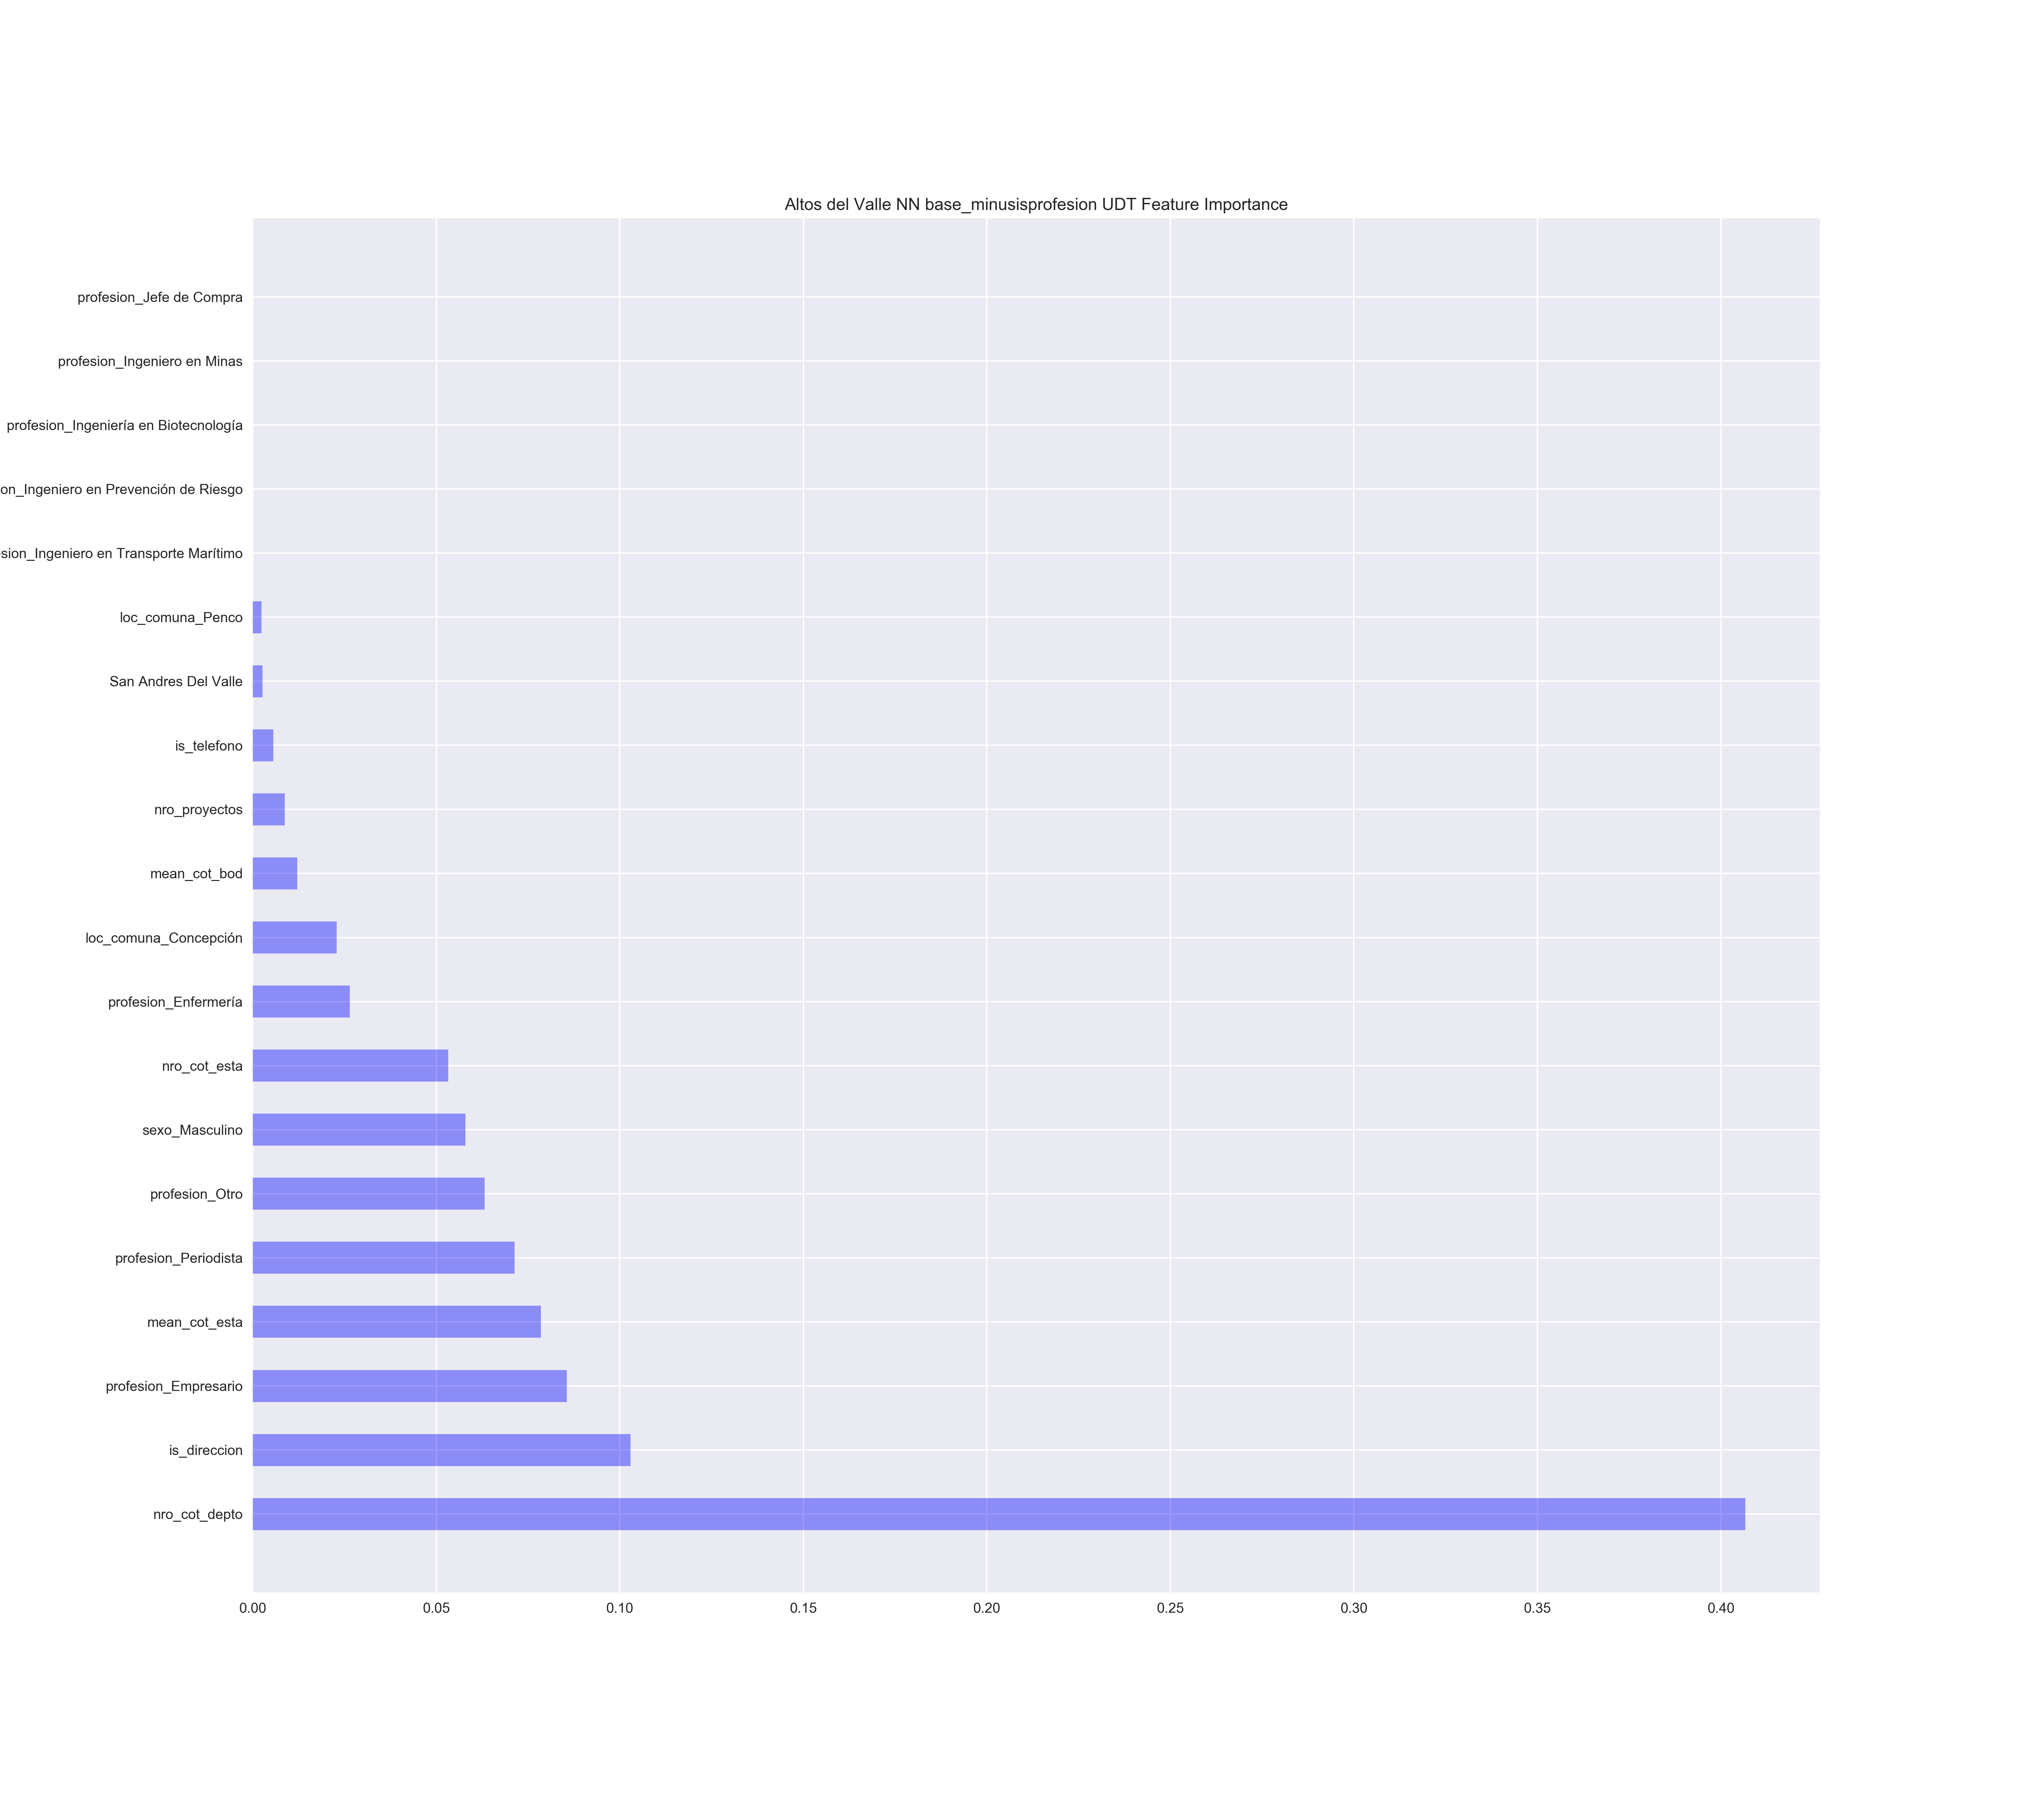 Altos del Valle NN base_minusisprofesion UDT Feature Importance
profesion_Jefe de Compra
profesion_Ingeniero en Minas
profesion_Ingeniería en Biotecnología
on_Ingeniero en Prevención de Riesgo
sion_Ingeniero en Transporte Marítimo
loc_comuna_Penco
San Andres Del Valle
is_telefono
nro_proyectos
mean_cot_bod
loc_comuna_Concepción
profesion_Enfermería
nro_cot_esta
sexo_Masculino
profesion_Otro
profesion_Periodista
mean_cot_esta
profesion_Empresario
is_direccion
nro_cot_depto
0.00 0.05 0.10 0.15 0.20 0.25 0.30 0.35 0.40